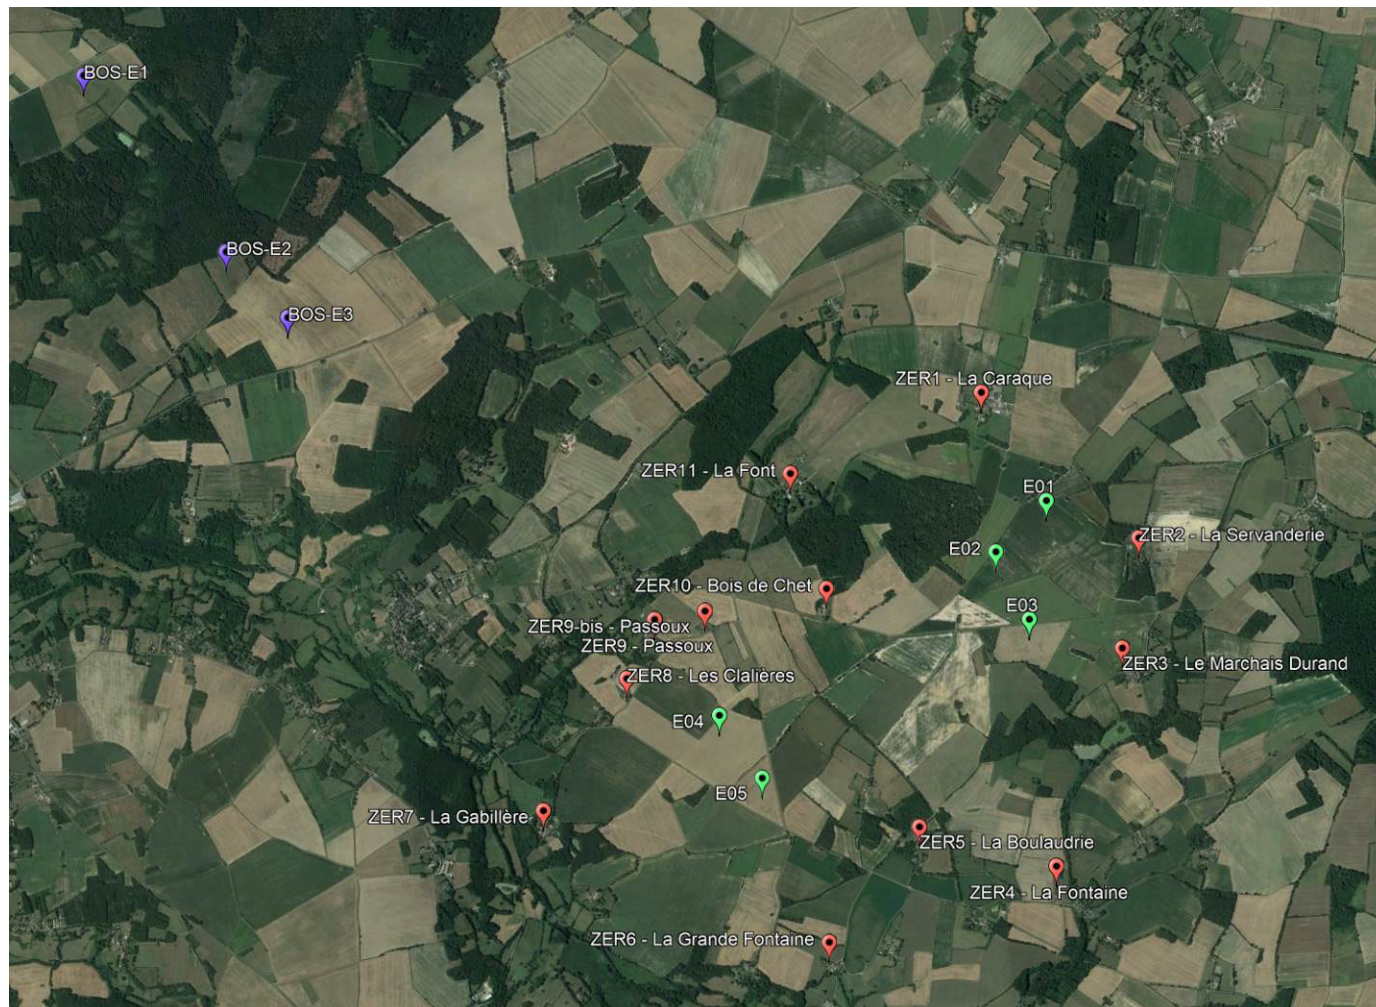 BOS-E1
BOS-E2
BOS-E3
ZER1 - La Caraque
ZER11 - La Font
E01
ZER2 - La Servanderie
E02
ZER10 - Bois de Chet
E03
ZER9-bis - Passoux
ZER9 - Passoux
ZER3 - Le Marchais Durand
ZER8 - Les Clalières
E04
E05
ZER7 - La Gabillère
ZER5 - La Boulaudrie
ZER4 - La Fontaine
ZER6 - La Grande Fontaine